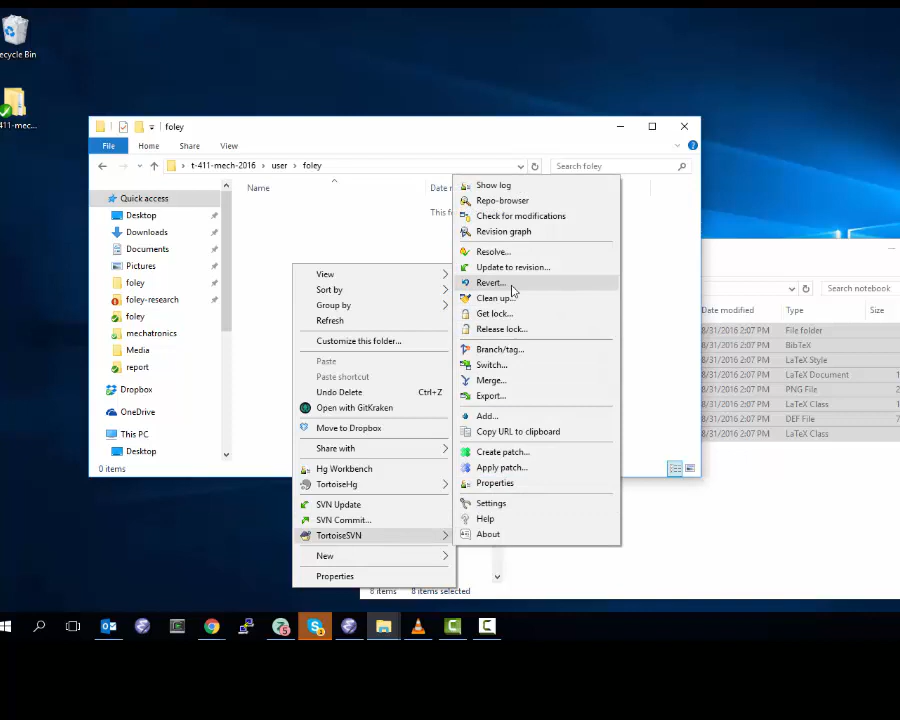 ecycle Bin
411-mec...
foley
File
Home
Share
View
t-411-mech-2016
user
foley
Search foley
Name
Date r
This f
Quick access
Desktop
Downloads
Documents
Pictures
foley
foley-research
foley
mechatronics
Media
report
Dropbox
OneDrive
This PC
Desktop
0 items
View
Sort by
Group by
Refresh
Customize this folder...
Paste
Paste shortcut
Undo Delete Ctrl+Z
Open with GitKraken
Move to Dropbox
Share with
Hg Workbench
TortoiseHg
SVN Update
SVN Commit...
TortoiseSVN
New
Properties
Show log
Repo-browser
Check for modifications
Revision graph
Resolve...
Update to revision...
Revert...
Clean up...
Get lock...
Release lock...
Branch/tag...
Switch...
Merge...
Export...
Add...
Copy URL to clipboard
Create patch...
Apply patch...
Properties
Settings
Help
About
Search notebook
Date modified Type Size
8/31/2016 2:07 PM File folder
8/31/2016 2:07 PM BibTeX
8/31/2016 2:07 PM LaTeX Style
8/31/2016 2:07 PM LaTeX Document 1
8/31/2016 2:07 PM PNG File 2
8/31/2016 2:07 PM LaTeX Class 1
8/31/2016 2:07 PM DEF File 7
8/31/2016 2:07 PM LaTeX Class 1
8 items 8 items selected